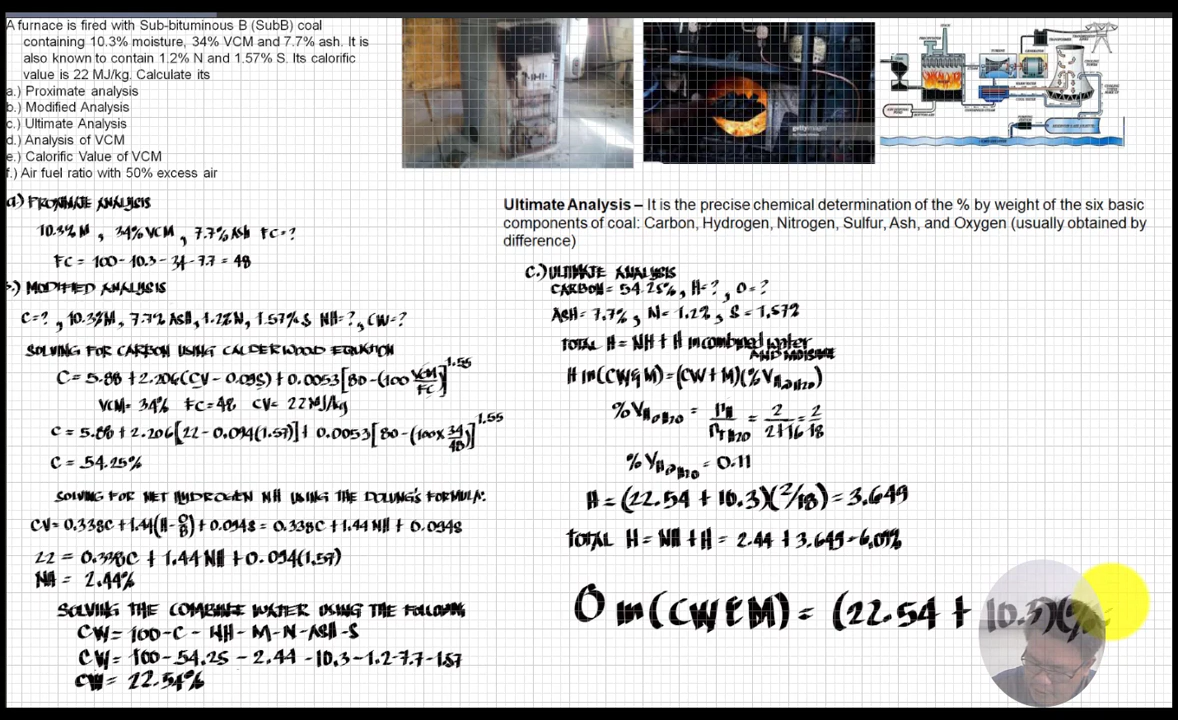 A furnace is fired with Sub-bituminous B (SubB) coal
containing 10.3% moisture, 34% VCM and 7.7% ash. It is
also known to contain 1.2% N and 1.57% S. Its calorific
value is 22 MJ/kg. Calculate its
a.) Proximate analysis
b.) Modified Analysis
c.) Ultimate Analysis
d.) Analysis of VCM
e.) Calorific Value of VCM
f.) Air fuel ratio with 50% excess air
a) PROXIMATE ANALYSIS
10.3% M, 34% VCM, 7.7% Ash FC=?
FC = 100 - 10.3 - 34 - 7.7 = 48
b.) MODIFIED ANALYSIS
C=?, 10.3% M, 7.7% ASH, 1.2% N, 1.57% S NH=?, CW=?
SOLVING FOR CARBON USING CALDERWOOD EQUATION
C = 5.88 + 2.206(CV - 0.09S) + 0.0053[80 - (100 VCM/FC)]^1.55
VCM= 34% FC=48 CV= 22MJ/kg
C = 5.88 + 2.206[22 - 0.094(1.57)] + 0.0053[80 - (100x 34/48)]^1.55
C = 54.25%
SOLVING FOR NET HYDROGEN NH USING THE DOLUNG'S FORMULA:
CV= 0.338C + 1.44(H - O/8) + 0.094S = 0.338C + 1.44 NH + 0.094S
22 = 0.338C + 1.44 NH + 0.094(1.57)
NH = 2.44%
SOLVING THE COMBINE WATER USING THE FOLLOWING
CW= 100 - C - NH - M - N - ASH - S
CW= 100 - 54.25 - 2.44 - 10.3 - 1.2 - 7.7 - 1.57
CW= 22.54%
gettyimages
Ultimate Analysis – It is the precise chemical determination of the % by weight of the six basic
components of coal: Carbon, Hydrogen, Nitrogen, Sulfur, Ash, and Oxygen (usually obtained by
difference)
C.) ULTIMATE ANALYSIS
CARBON= 54.25%, H=?, O=?
ASH= 7.7%, N= 1.2%, S = 1.57%
TOTAL H = NH + H in combined water
AND MOISTURE
H in(CW&M) = (CW + M)(%V H in H2O)
%V H in H2O = M H / M T H2O = 2/2+16 = 2/18
%V H in H2O = 0.11
H = (22.54 + 10.3)(2/18) = 3.649
TOTAL H = NH + H = 2.44 + 3.649 = 6.09%
O in(CW&M) = (22.54 + 10.3)(